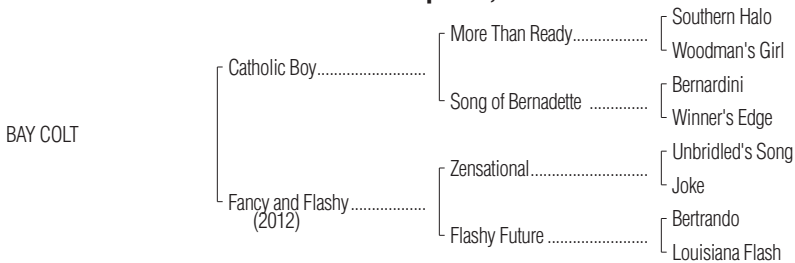 Southern Halo
More Than Ready.................
Woodman's Girl
Catholic Boy.........................
Bernardini
Song of Bernadette ..............
Winner's Edge
BAY COLT
Unbridled's Song
Zensational...........................
Joke
Fancy and Flashy.................
(2012)
Bertrando
Flashy Future .......................
Louisiana Flash